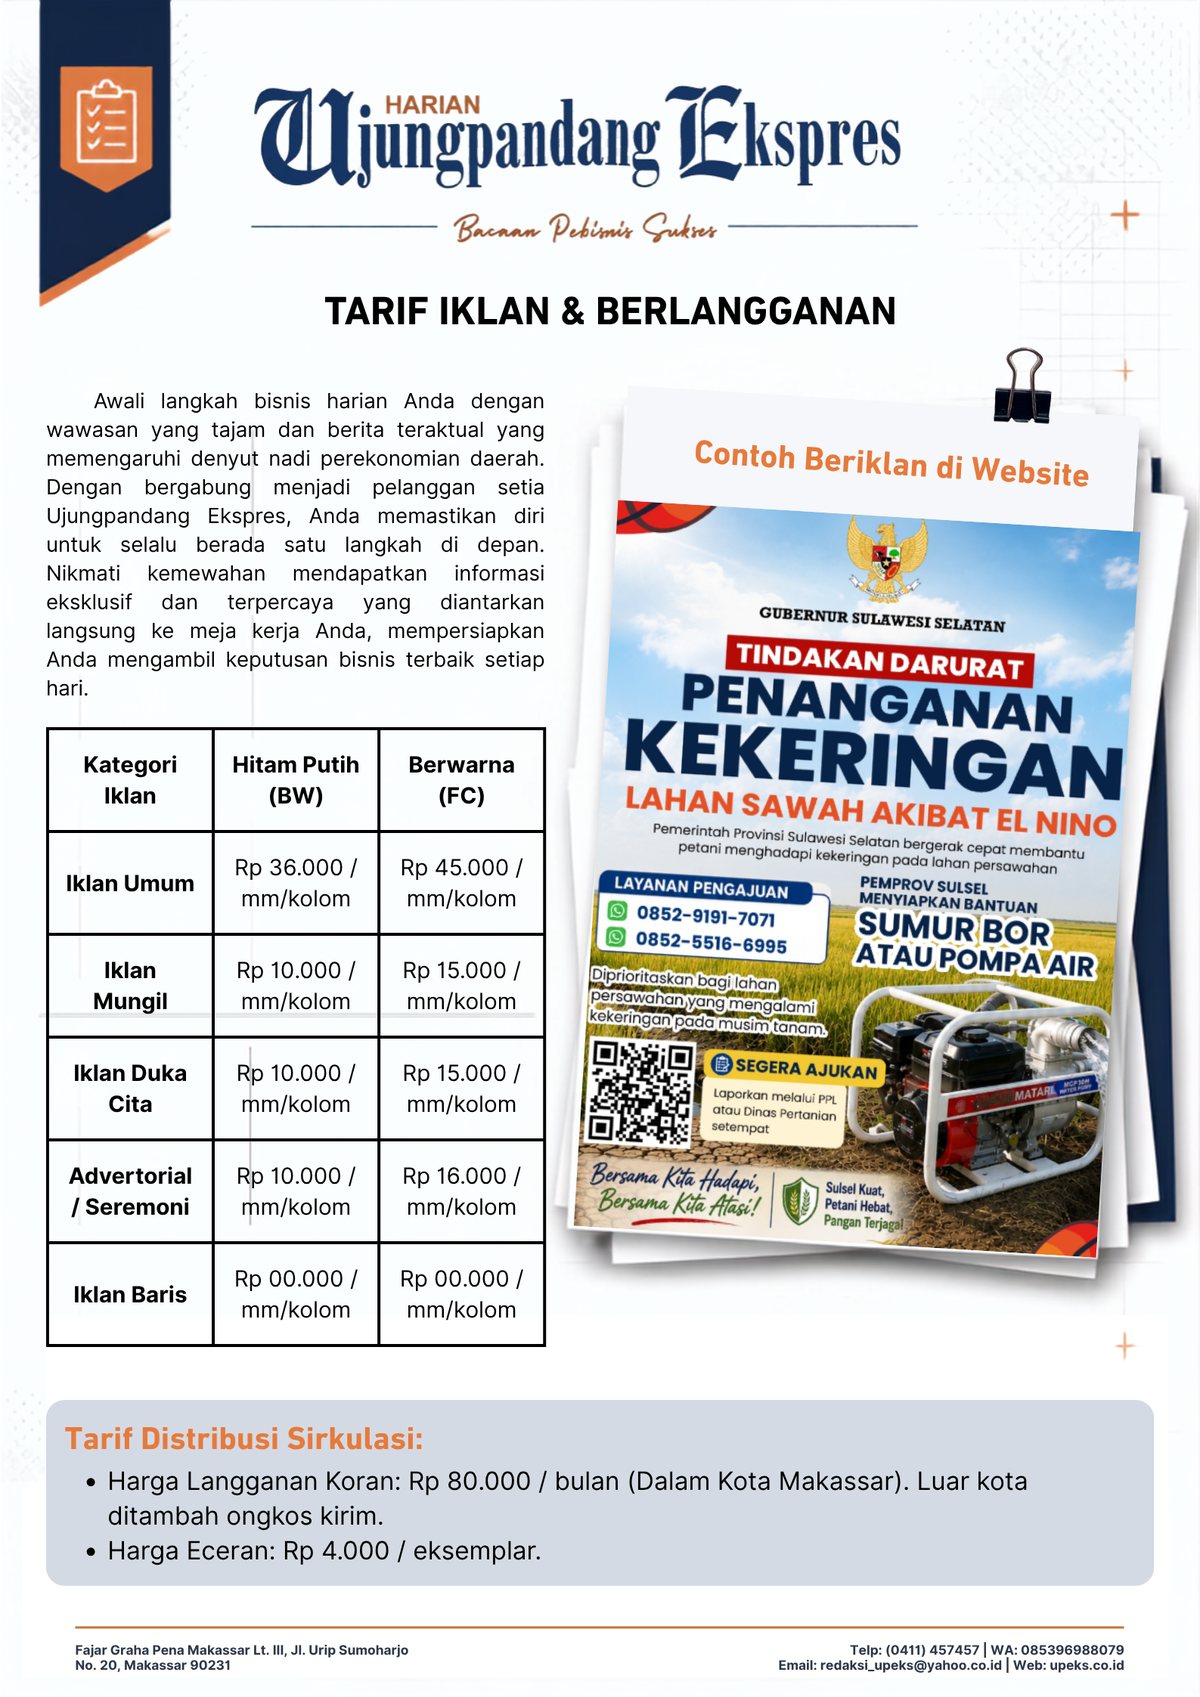 HARIAN
Ujungpandang Ekspres
Bacaan Pebisnis Sukses
TARIF IKLAN & BERLANGGANAN
Awali langkah bisnis harian Anda dengan
wawasan yang tajam dan berita teraktual yang
memengaruhi denyut nadi perekonomian daerah.
Dengan bergabung menjadi pelanggan setia
Ujungpandang Ekspres, Anda memastikan diri
untuk selalu berada satu langkah di depan.
Nikmati kemewahan mendapatkan informasi
eksklusif dan terpercaya yang diantarkan
langsung ke meja kerja Anda, mempersiapkan
Anda mengambil keputusan bisnis terbaik setiap
hari.
Kategori Iklan | Hitam Putih (BW) | Berwarna (FC)
Iklan Umum | Rp 36.000 / mm/kolom | Rp 45.000 / mm/kolom
Iklan Mungil | Rp 10.000 / mm/kolom | Rp 15.000 / mm/kolom
Iklan Duka Cita | Rp 10.000 / mm/kolom | Rp 15.000 / mm/kolom
Advertorial / Seremoni | Rp 10.000 / mm/kolom | Rp 16.000 / mm/kolom
Iklan Baris | Rp 00.000 / mm/kolom | Rp 00.000 / mm/kolom
Contoh Beriklan di Website
GUBERNUR SULAWESI SELATAN
TINDAKAN DARURAT
PENANGANAN
KEKERINGAN
LAHAN SAWAH AKIBAT EL NINO
Pemerintah Provinsi Sulawesi Selatan bergerak cepat membantu
petani menghadapi kekeringan pada lahan persawahan
LAYANAN PENGAJUAN
0852-9191-7071
0852-5516-6995
PEMPROV SULSEL
MENYIAPKAN BANTUAN
SUMUR BOR
ATAU POMPA AIR
Diprioritaskan bagi lahan
persawahan yang mengalami
kekeringan pada musim tanam.
SEGERA AJUKAN
Laporkan melalui PPL
atau Dinas Pertanian
setempat
MATARI
Bersama Kita Hadapi,
Bersama Kita Atasi!
Sulsel Kuat,
Petani Hebat,
Pangan Terjaga!
Tarif Distribusi Sirkulasi:
• Harga Langganan Koran: Rp 80.000 / bulan (Dalam Kota Makassar). Luar kota
ditambah ongkos kirim.
• Harga Eceran: Rp 4.000 / eksemplar.
Fajar Graha Pena Makassar Lt. III, Jl. Urip Sumoharjo
No. 20, Makassar 90231
Telp: (0411) 457457 | WA: 085396988079
Email: redaksi_upeks@yahoo.co.id | Web: upeks.co.id